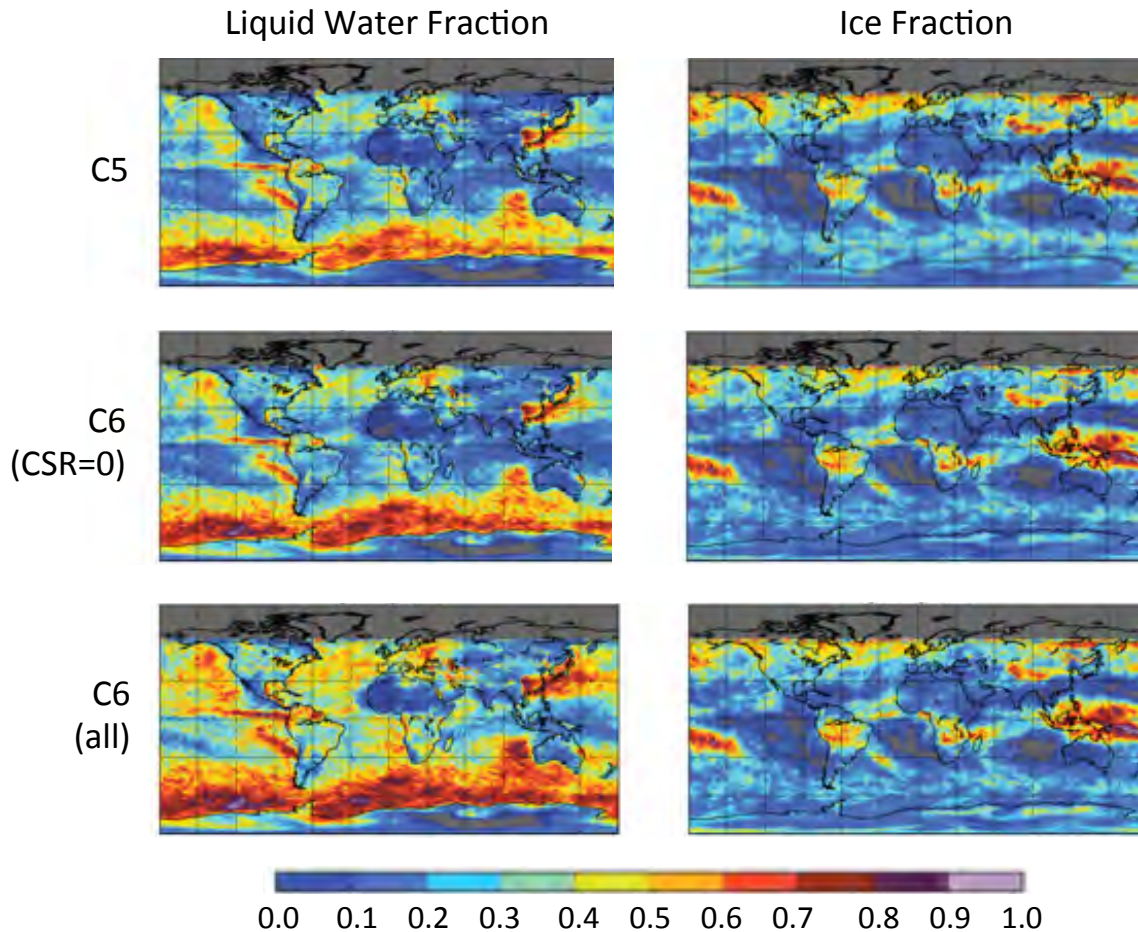 Liquid Water Fraction
Ice Fraction
C5
C6
(CSR=0)
C6
(all)
0.0 0.1 0.2 0.3 0.4 0.5 0.6 0.7 0.8 0.9 1.0